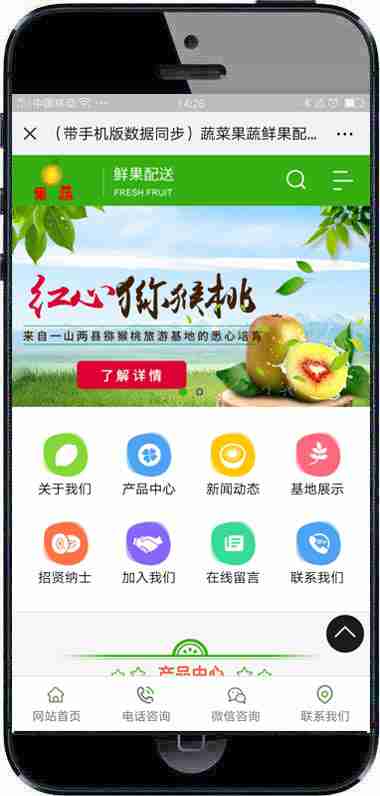 中国移动
14:26
（带手机版数据同步）蔬菜果蔬鲜果配...
果蔬
鲜果配送
FRESH FRUIT
红心猕猴桃
来自一山两县猕猴桃旅游基地的悉心培育
了解详情
关于我们
产品中心
新闻动态
基地展示
招贤纳士
加入我们
在线留言
联系我们
产品中心
网站首页
电话咨询
微信咨询
联系我们